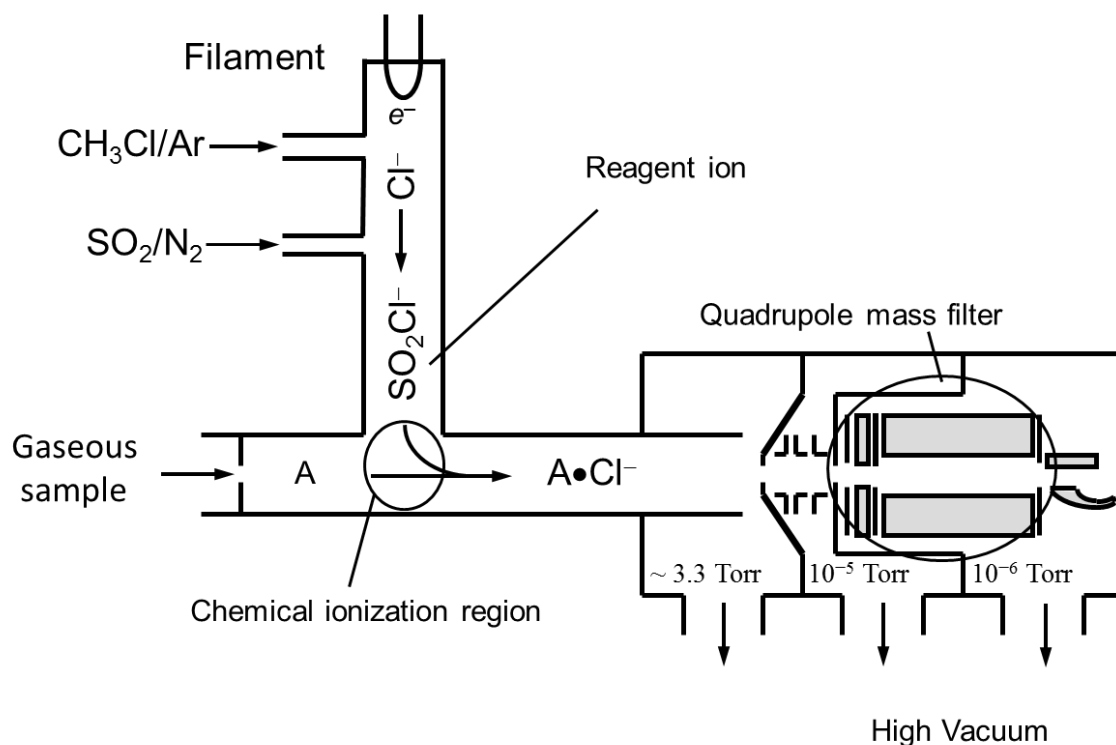 Filament
e⁻
CH₃Cl/Ar
Cl⁻
Reagent ion
SO₂/N₂
SO₂Cl⁻
Quadrupole mass filter
Gaseous
sample
A
A•Cl⁻
~ 3.3 Torr
10⁻⁵ Torr
10⁻⁶ Torr
Chemical ionization region
High Vacuum